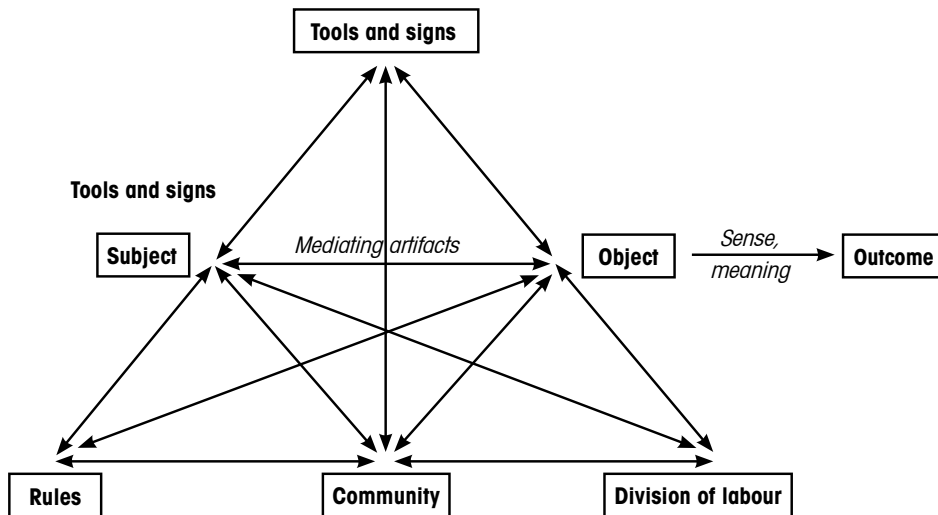 Tools and signs
Tools and signs
Mediating artifacts
Subject
Object
Sense,
meaning
Outcome
Rules
Community
Division of labour